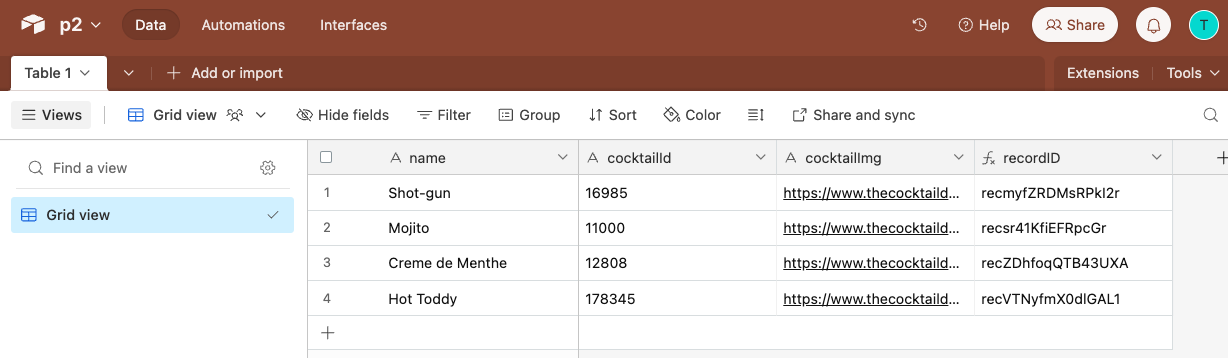 p2 Data Automations Interfaces Help Share T
Table 1 Add or import Extensions Tools
Views Grid view Hide fields Filter Group Sort Color Share and sync
Find a view
Grid view
name cocktailId cocktailImg recordID
1 Shot-gun 16985 https://www.thecocktaild... recmyfZRDMsRPkI2r
2 Mojito 11000 https://www.thecocktaild... recsr41KfiEFRpcGr
3 Creme de Menthe 12808 https://www.thecocktaild... recZDhfoqQTB43UXA
4 Hot Toddy 178345 https://www.thecocktaild... recVTNyfmX0dIGAL1